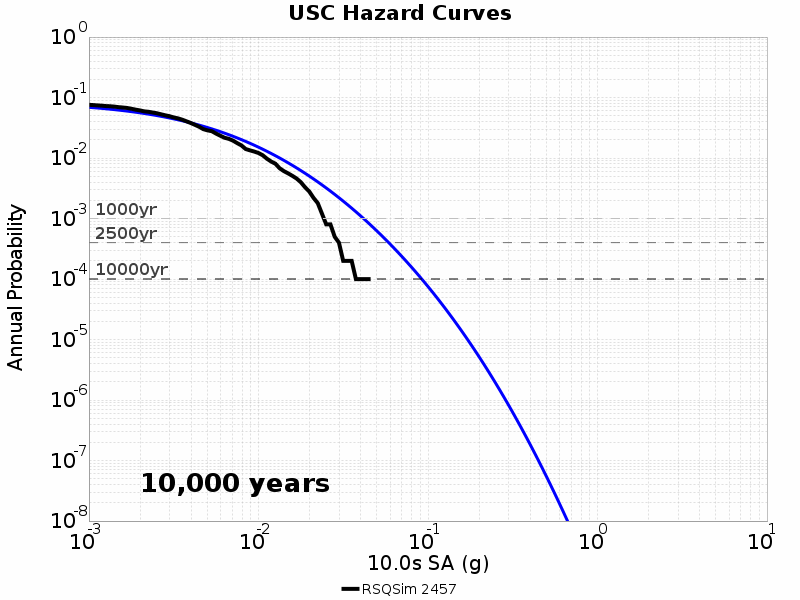 USC Hazard Curves
Annual Probability
10^0
10^-1
10^-2
10^-3
10^-4
10^-5
10^-6
10^-7
10^-8
1000yr
2500yr
10000yr
10,000 years
10^-3
10^-2
10^-1
10^0
10^1
10.0s SA (g)
RSQSim 2457